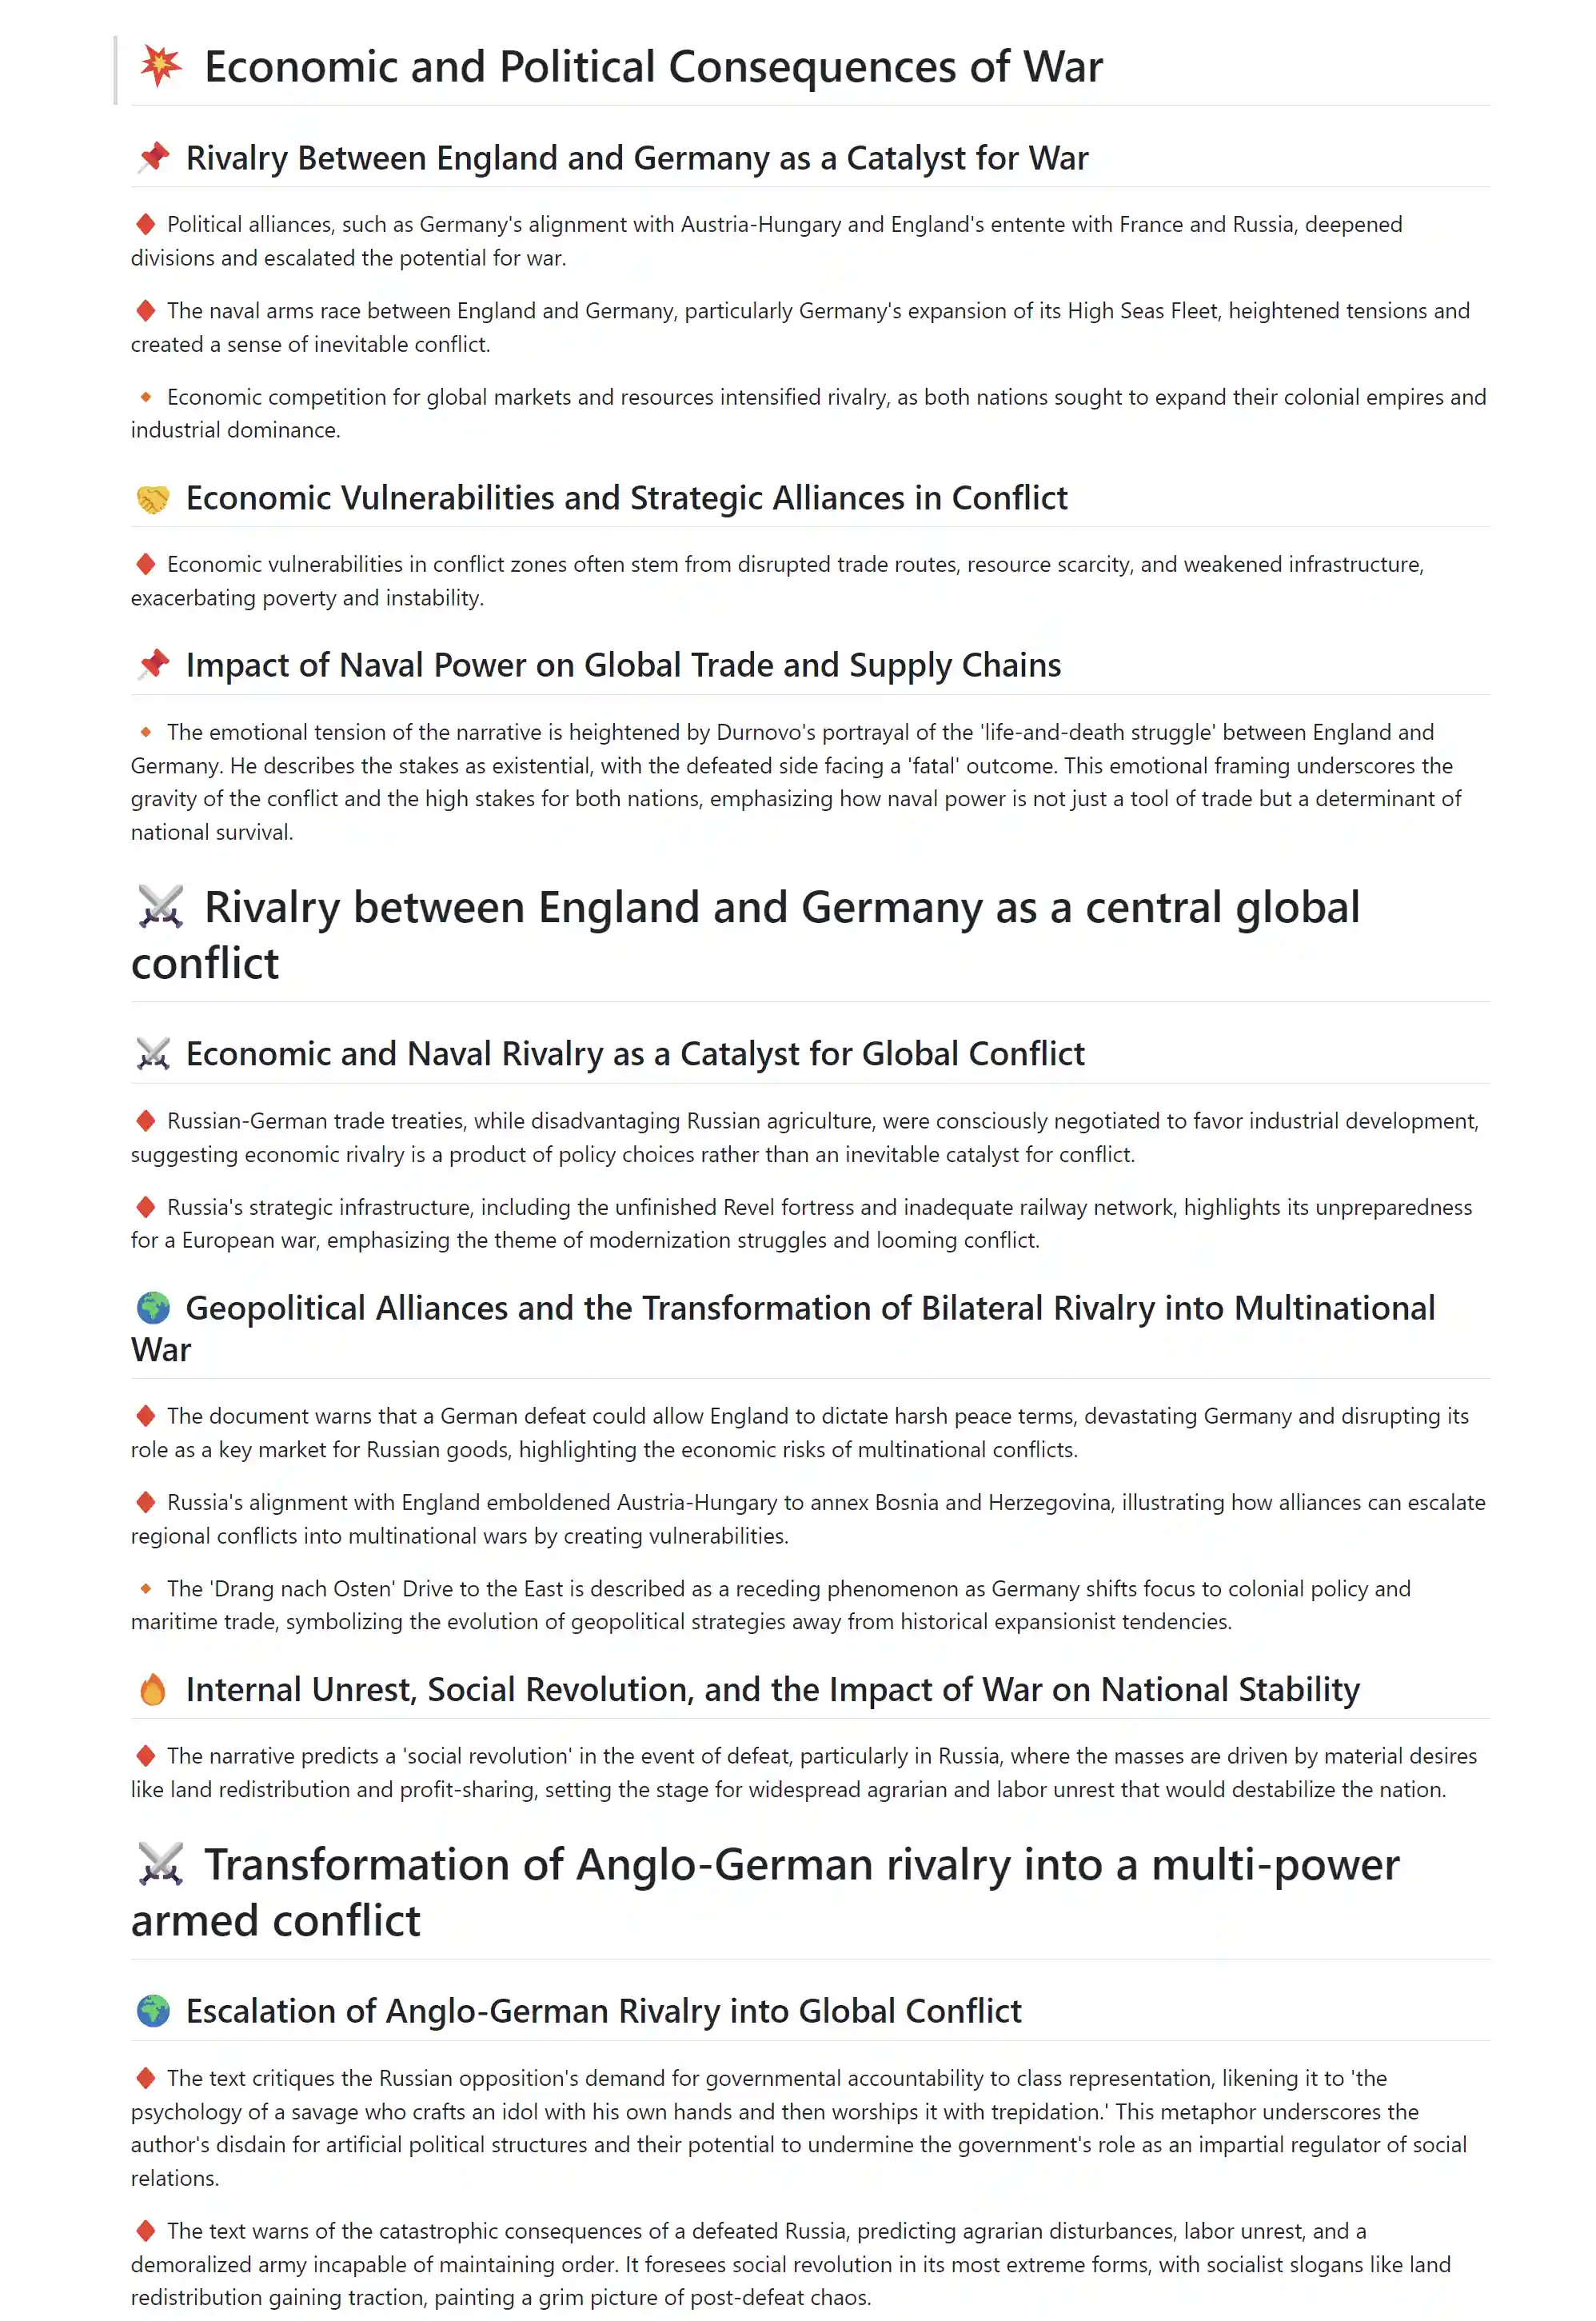 Economic and Political Consequences of War
Rivalry Between England and Germany as a Catalyst for War
Political alliances, such as Germany's alignment with Austria-Hungary and England's entente with France and Russia, deepened
divisions and escalated the potential for war.
The naval arms race between England and Germany, particularly Germany's expansion of its High Seas Fleet, heightened tensions and
created a sense of inevitable conflict.
Economic competition for global markets and resources intensified rivalry, as both nations sought to expand their colonial empires and
industrial dominance.
Economic Vulnerabilities and Strategic Alliances in Conflict
Economic vulnerabilities in conflict zones often stem from disrupted trade routes, resource scarcity, and weakened infrastructure,
exacerbating poverty and instability.
Impact of Naval Power on Global Trade and Supply Chains
The emotional tension of the narrative is heightened by Durnovo's portrayal of the 'life-and-death struggle' between England and
Germany. He describes the stakes as existential, with the defeated side facing a 'fatal' outcome. This emotional framing underscores the
gravity of the conflict and the high stakes for both nations, emphasizing how naval power is not just a tool of trade but a determinant of
national survival.
Rivalry between England and Germany as a central global
conflict
Economic and Naval Rivalry as a Catalyst for Global Conflict
Russian-German trade treaties, while disadvantaging Russian agriculture, were consciously negotiated to favor industrial development,
suggesting economic rivalry is a product of policy choices rather than an inevitable catalyst for conflict.
Russia's strategic infrastructure, including the unfinished Revel fortress and inadequate railway network, highlights its unpreparedness
for a European war, emphasizing the theme of modernization struggles and looming conflict.
Geopolitical Alliances and the Transformation of Bilateral Rivalry into Multinational
War
The document warns that a German defeat could allow England to dictate harsh peace terms, devastating Germany and disrupting its
role as a key market for Russian goods, highlighting the economic risks of multinational conflicts.
Russia's alignment with England emboldened Austria-Hungary to annex Bosnia and Herzegovina, illustrating how alliances can escalate
regional conflicts into multinational wars by creating vulnerabilities.
The 'Drang nach Osten' Drive to the East is described as a receding phenomenon as Germany shifts focus to colonial policy and
maritime trade, symbolizing the evolution of geopolitical strategies away from historical expansionist tendencies.
Internal Unrest, Social Revolution, and the Impact of War on National Stability
The narrative predicts a 'social revolution' in the event of defeat, particularly in Russia, where the masses are driven by material desires
like land redistribution and profit-sharing, setting the stage for widespread agrarian and labor unrest that would destabilize the nation.
Transformation of Anglo-German rivalry into a multi-power
armed conflict
Escalation of Anglo-German Rivalry into Global Conflict
The text critiques the Russian opposition's demand for governmental accountability to class representation, likening it to 'the
psychology of a savage who crafts an idol with his own hands and then worships it with trepidation.' This metaphor underscores the
author's disdain for artificial political structures and their potential to undermine the government's role as an impartial regulator of social
relations.
The text warns of the catastrophic consequences of a defeated Russia, predicting agrarian disturbances, labor unrest, and a
demoralized army incapable of maintaining order. It foresees social revolution in its most extreme forms, with socialist slogans like land
redistribution gaining traction, painting a grim picture of post-defeat chaos.